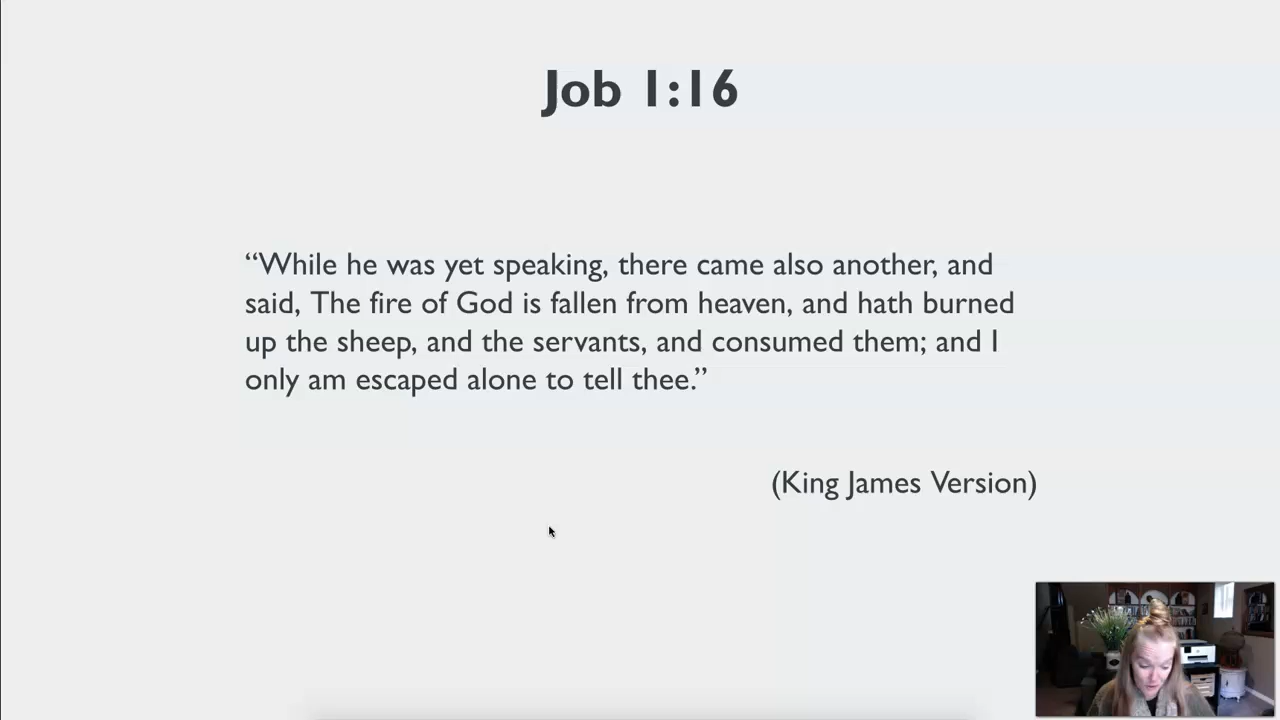 Job 1:16
“While he was yet speaking, there came also another, and
said, The fire of God is fallen from heaven, and hath burned
up the sheep, and the servants, and consumed them; and I
only am escaped alone to tell thee.”
(King James Version)